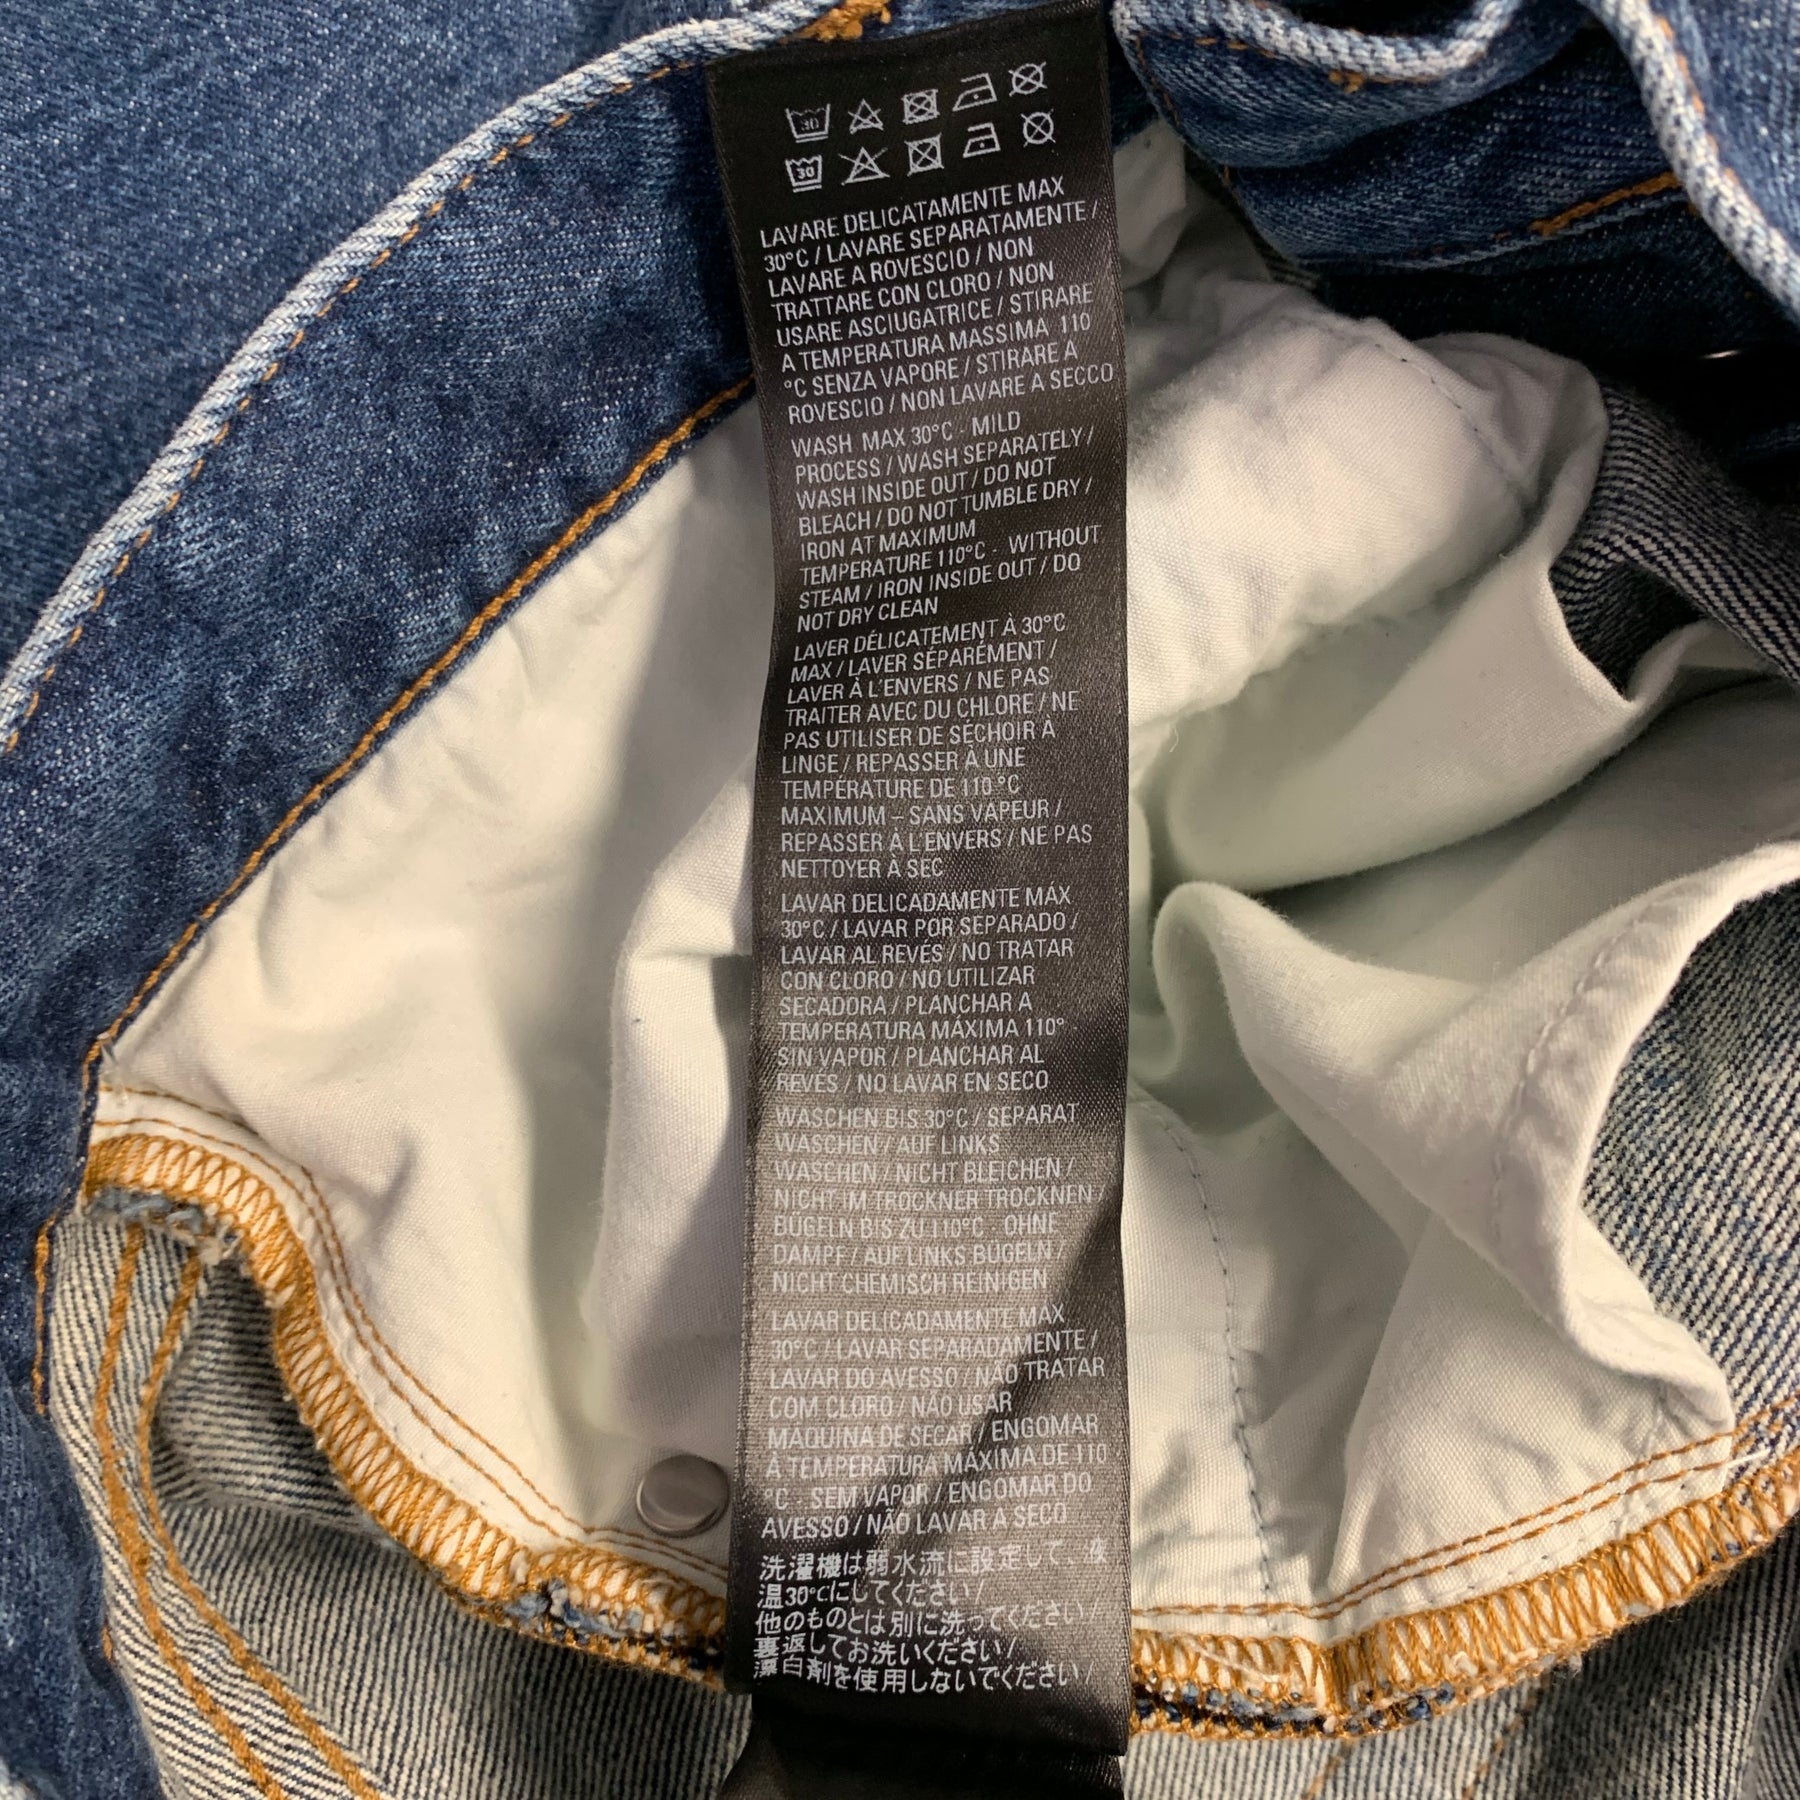 30
30
LAVARE DELICATAMENTE MAX
30°C / LAVARE SEPARATAMENTE /
LAVARE A ROVESCIO / NON
TRATTARE CON CLORO / NON
USARE ASCIUGATRICE / STIRARE
A TEMPERATURA MASSIMA 110
°C SENZA VAPORE / STIRARE A
ROVESCIO / NON LAVARE A SECCO
WASH MAX 30°C - MILD
PROCESS / WASH SEPARATELY /
WASH INSIDE OUT / DO NOT
BLEACH / DO NOT TUMBLE DRY /
IRON AT MAXIMUM
TEMPERATURE 110°C - WITHOUT
STEAM / IRON INSIDE OUT / DO
NOT DRY CLEAN
LAVER DÉLICATEMENT À 30°C
MAX / LAVER SÉPARÉMENT /
LAVER À L'ENVERS / NE PAS
TRAITER AVEC DU CHLORE / NE
PAS UTILISER DE SÉCHOIR À
LINGE / REPASSER À UNE
TEMPÉRATURE DE 110 °C
MAXIMUM – SANS VAPEUR /
REPASSER À L'ENVERS / NE PAS
NETTOYER À SEC
LAVAR DELICADAMENTE MÁX
30°C / LAVAR POR SEPARADO /
LAVAR AL REVÉS / NO TRATAR
CON CLORO / NO UTILIZAR
SECADORA / PLANCHAR A
TEMPERATURA MÁXIMA 110°
SIN VAPOR / PLANCHAR AL
REVÉS / NO LAVAR EN SECO
WASCHEN BIS 30°C / SEPARAT
WASCHEN / AUF LINKS
WASCHEN / NICHT BLEICHEN /
NICHT IM TROCKNER TROCKNEN /
BÜGELN BIS ZU 110°C - OHNE
DAMPF / AUF LINKS BÜGELN /
NICHT CHEMISCH REINIGEN
LAVAR DELICADAMENTE MÁX
30°C / LAVAR SEPARADAMENTE /
LAVAR DO AVESSO / NÃO TRATAR
COM CLORO / NÃO USAR
MÁQUINA DE SECAR / ENGOMAR
À TEMPERATURA MÁXIMA DE 110
°C - SEM VAPOR / ENGOMAR DO
AVESSO / NÃO LAVAR A SECO
洗濯機は弱水流に設定して、液
温30℃にしてください /
他のものとは別に洗ってください /
裏返してお洗いください /
漂白剤を使用しないでください /